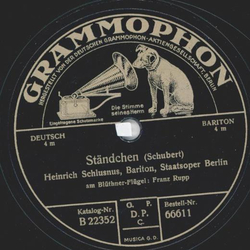 GRAMMOPHON
HERGESTELLT VON DER DEUTSCHEN GRAMMOPHON-AKTIENGESELLSCHAFT, BERLIN
Die Stimme
seines Herrn
Eingetragene Schutzmarke
DEUTSCH
4 m
BARITON
4 m
Ständchen (Schubert)
Heinrich Schlusnus, Bariton, Staatsoper Berlin
am Blüthner-Flügel: Franz Rupp
Katalog-Nr.
B 22352
G. P.
D.P.
C.
Bestell-Nr.
66611
MUSICA G. D.